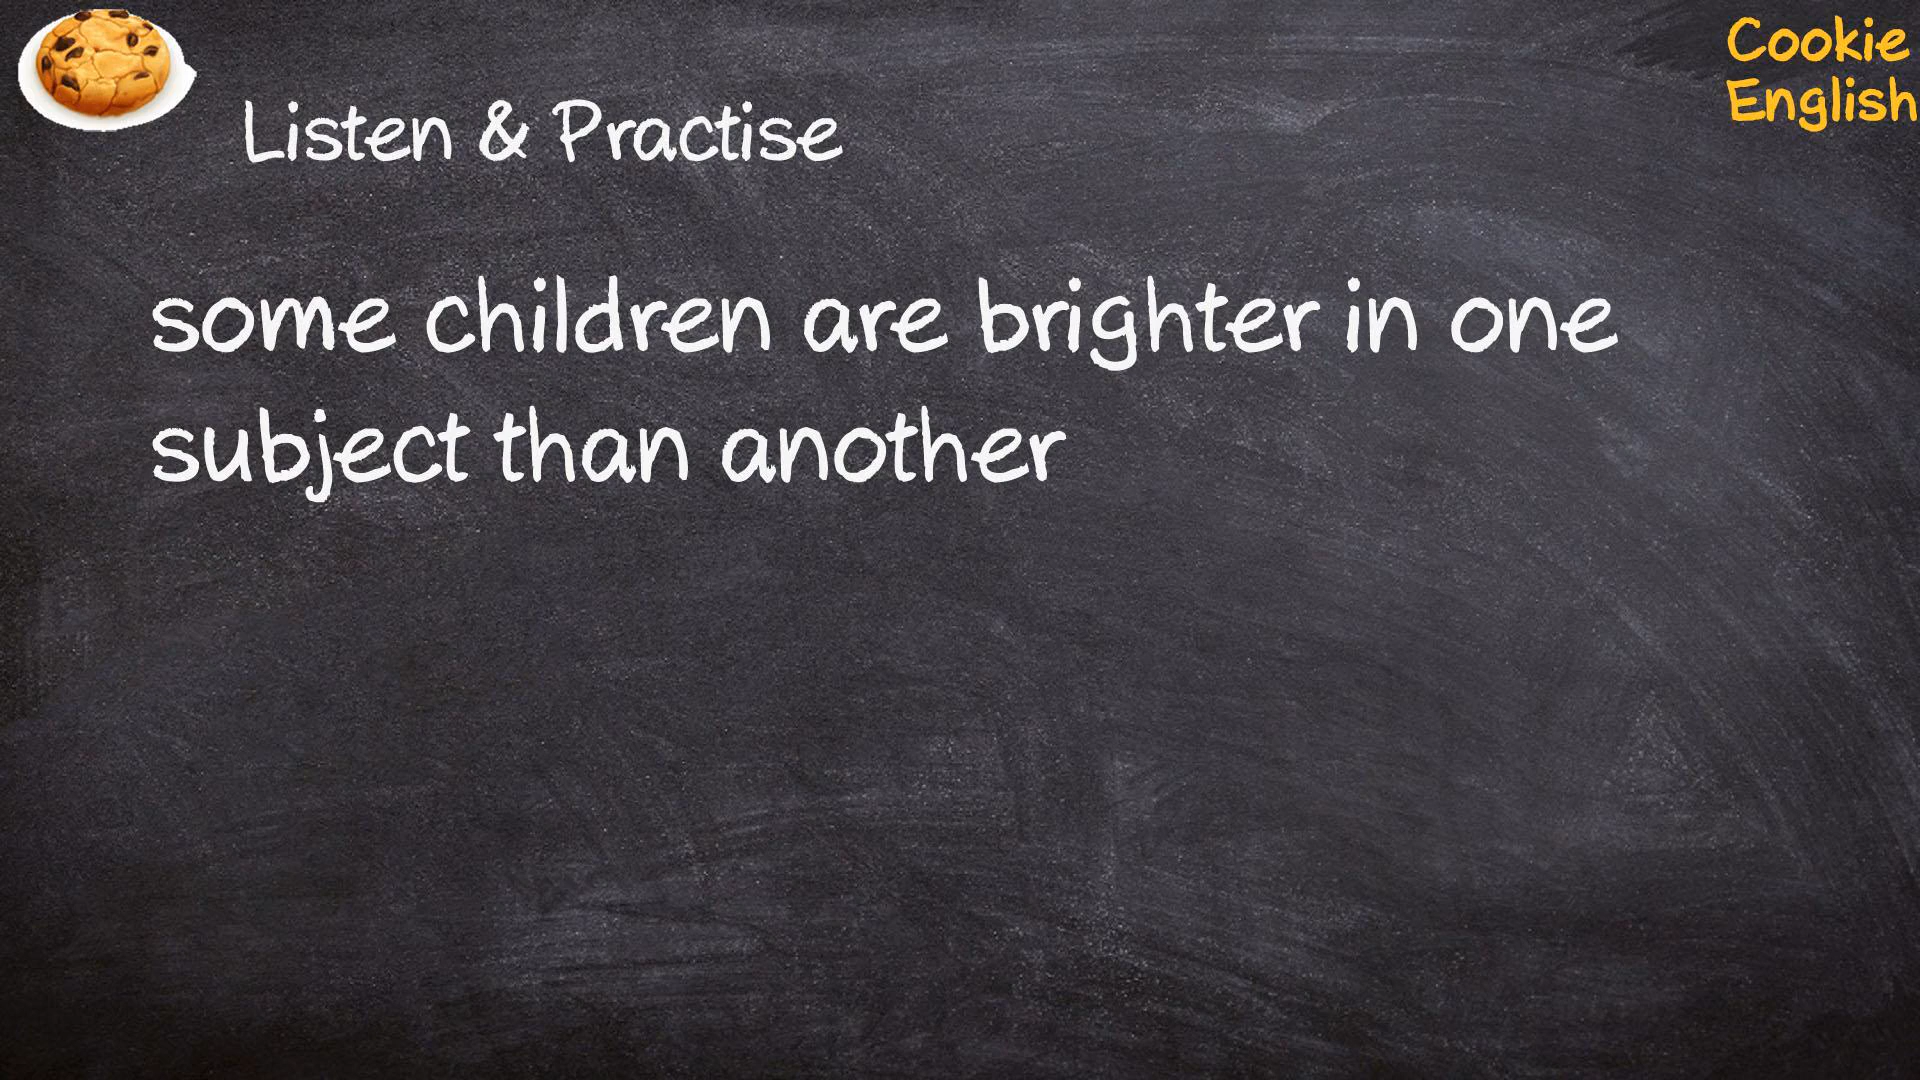 Cookie
English
Listen & Practise
some children are brighter in one
subject than another